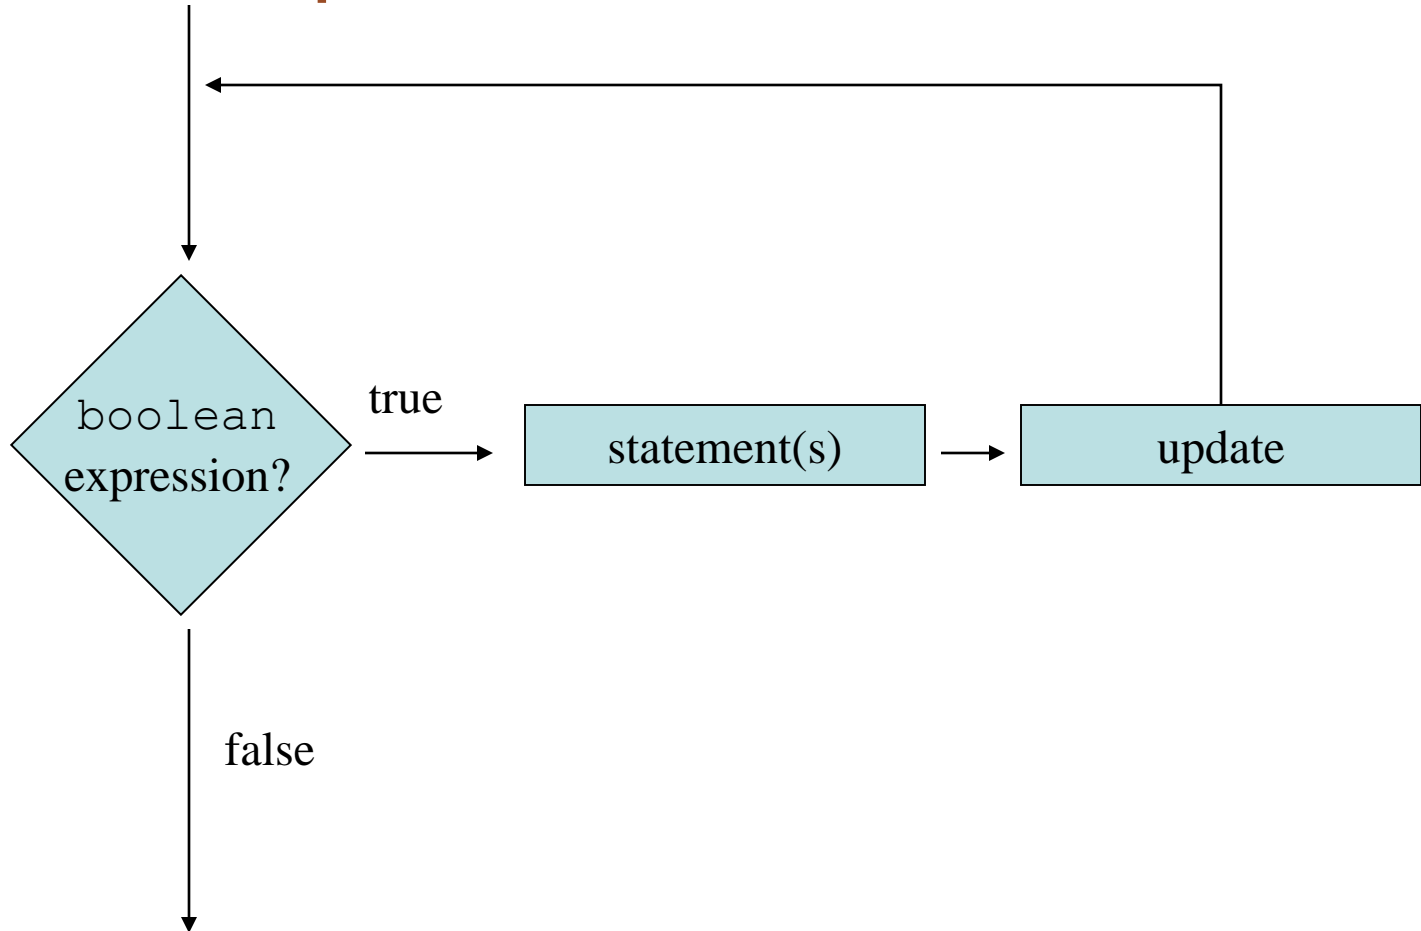 boolean
expression?
true
statement(s)
update
false